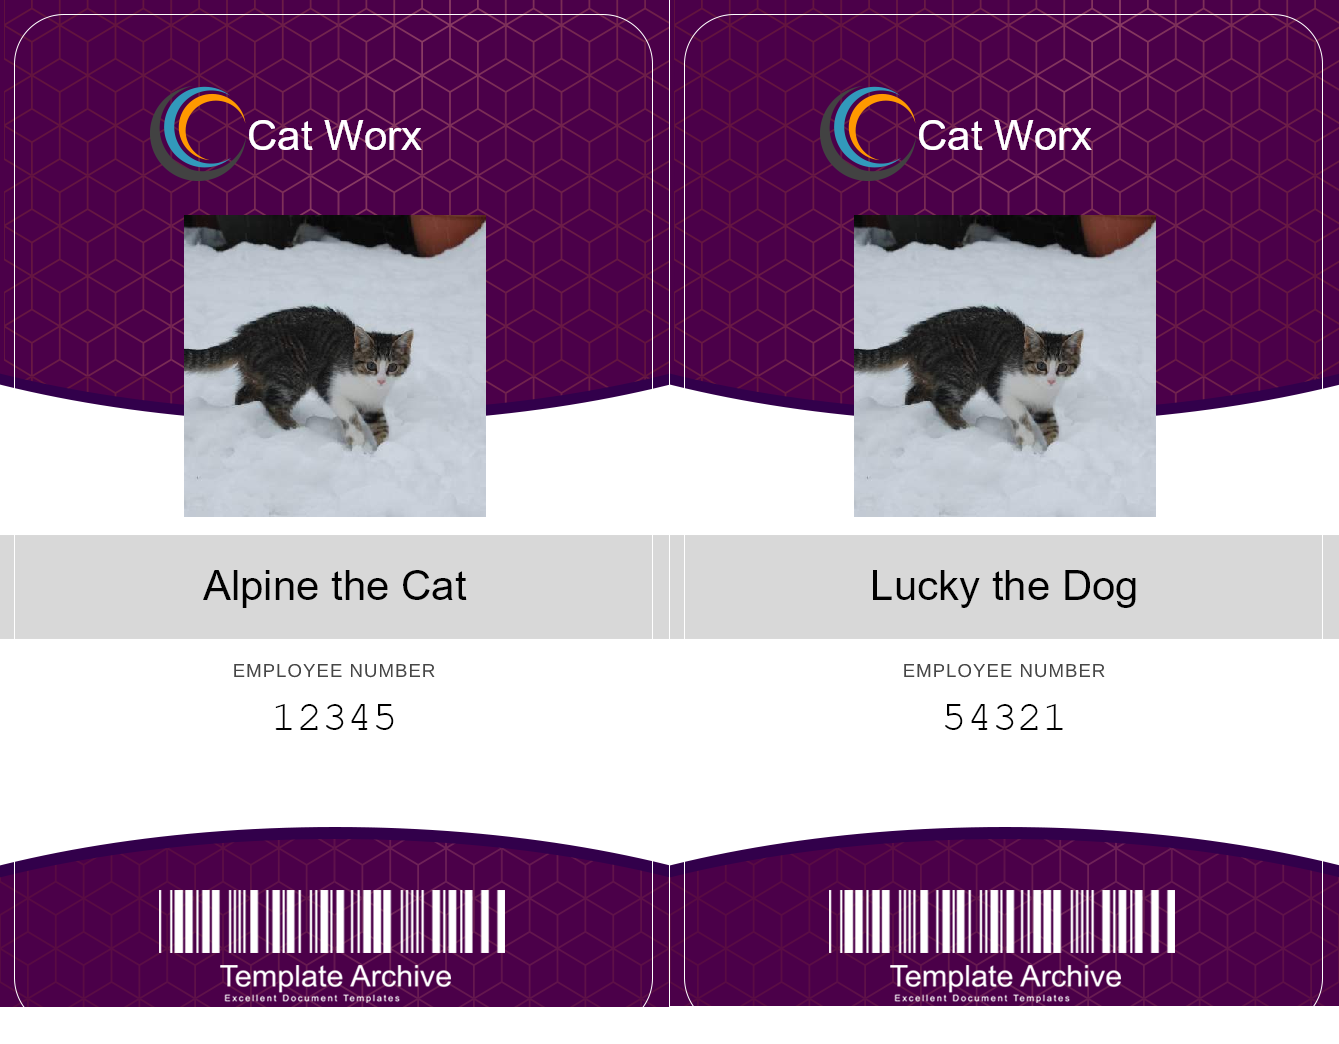 Cat Worx
Alpine the Cat
EMPLOYEE NUMBER
12345
Template Archive
Excellent Document Templates
Cat Worx
Lucky the Dog
EMPLOYEE NUMBER
54321
Template Archive
Excellent Document Templates